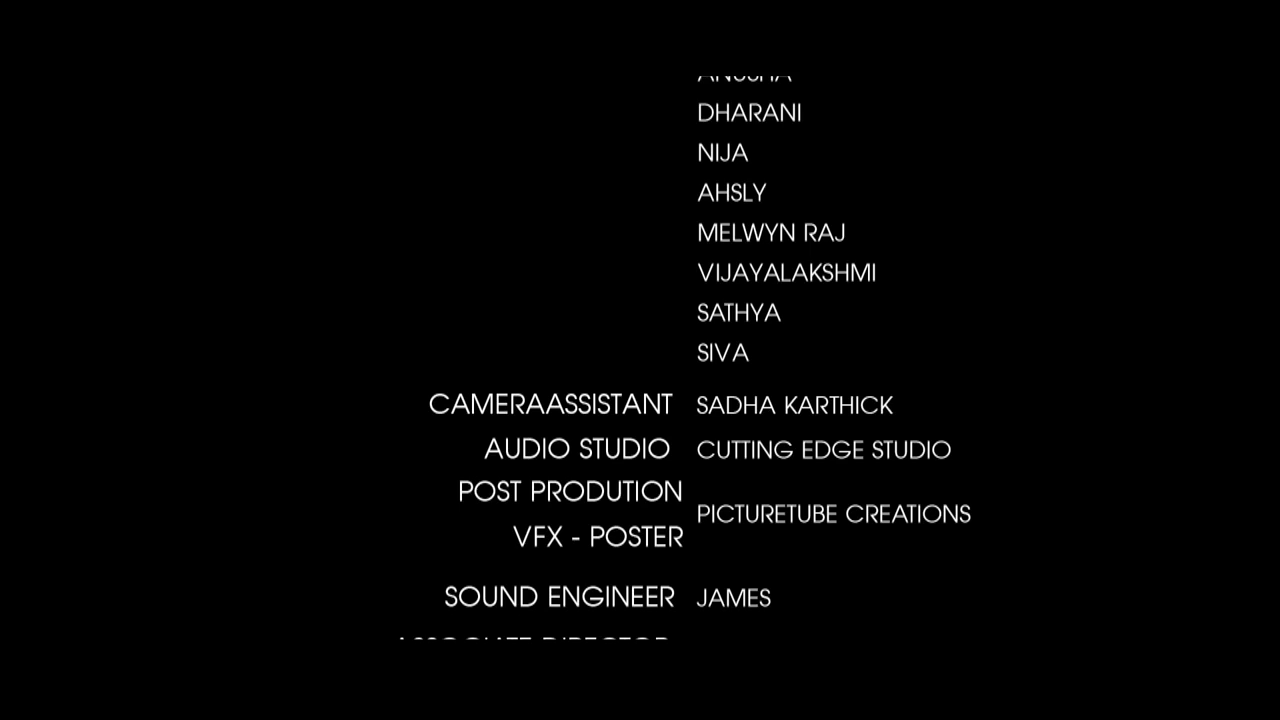 DHARANI
NIJA
AHSLY
MELWYN RAJ
VIJAYALAKSHMI
SATHYA
SIVA
CAMERAASSISTANT SADHA KARTHICK
AUDIO STUDIO CUTTING EDGE STUDIO
POST PRODUTION
PICTURETUBE CREATIONS
VFX - POSTER
SOUND ENGINEER JAMES